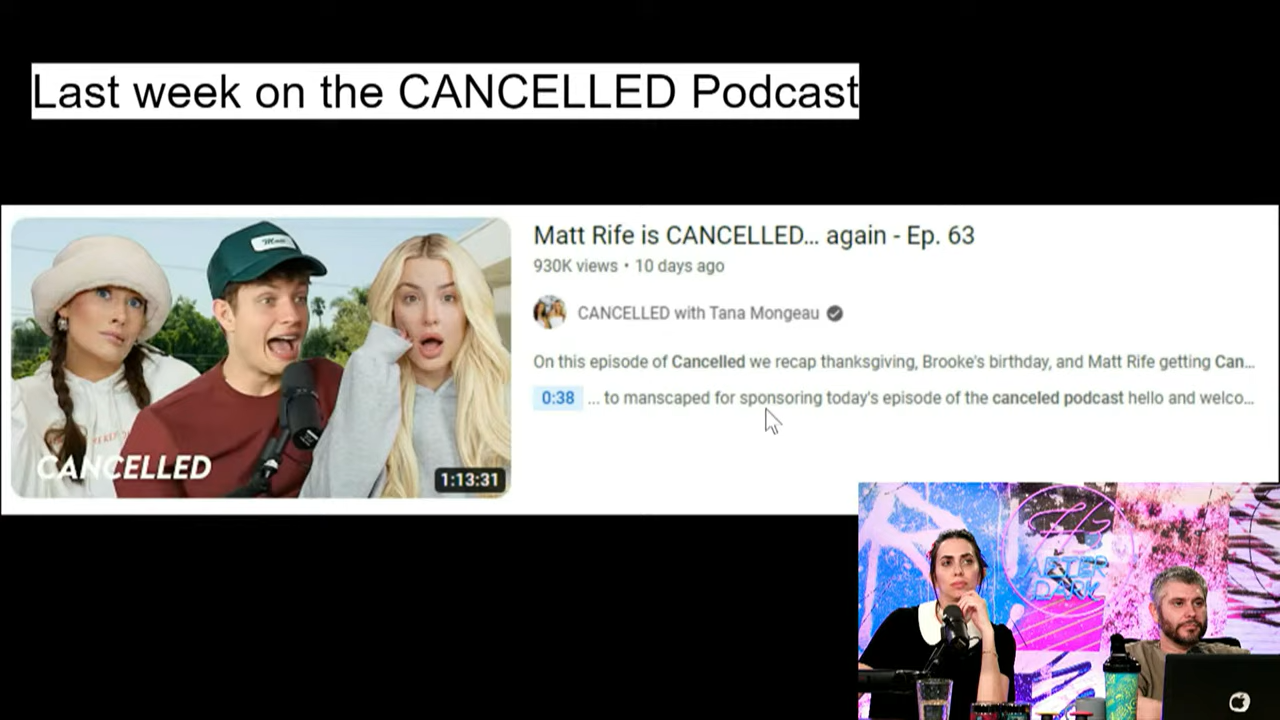 Last week on the CANCELLED Podcast
Matt Rife is CANCELLED... again - Ep. 63
930K views • 10 days ago
CANCELLED with Tana Mongeau
On this episode of Cancelled we recap thanksgiving, Brooke's birthday, and Matt Rife getting Can...
0:38 ... to manscaped for sponsoring today's episode of the canceled podcast hello and welco...
CANCELLED
1:13:31
H3
AFTER
DARK